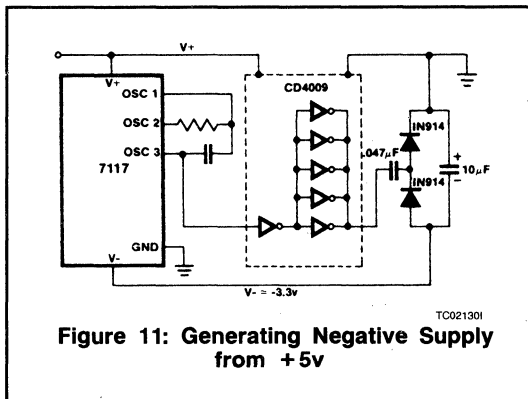 V+
V+
CD4009
OSC 1
OSC 2
OSC 3
7117
GND
V-
.047µF
IN914
IN914
+
10µF
−
V- ≃ -3.3v
TC02130I
Figure 11: Generating Negative Supply
from +5v